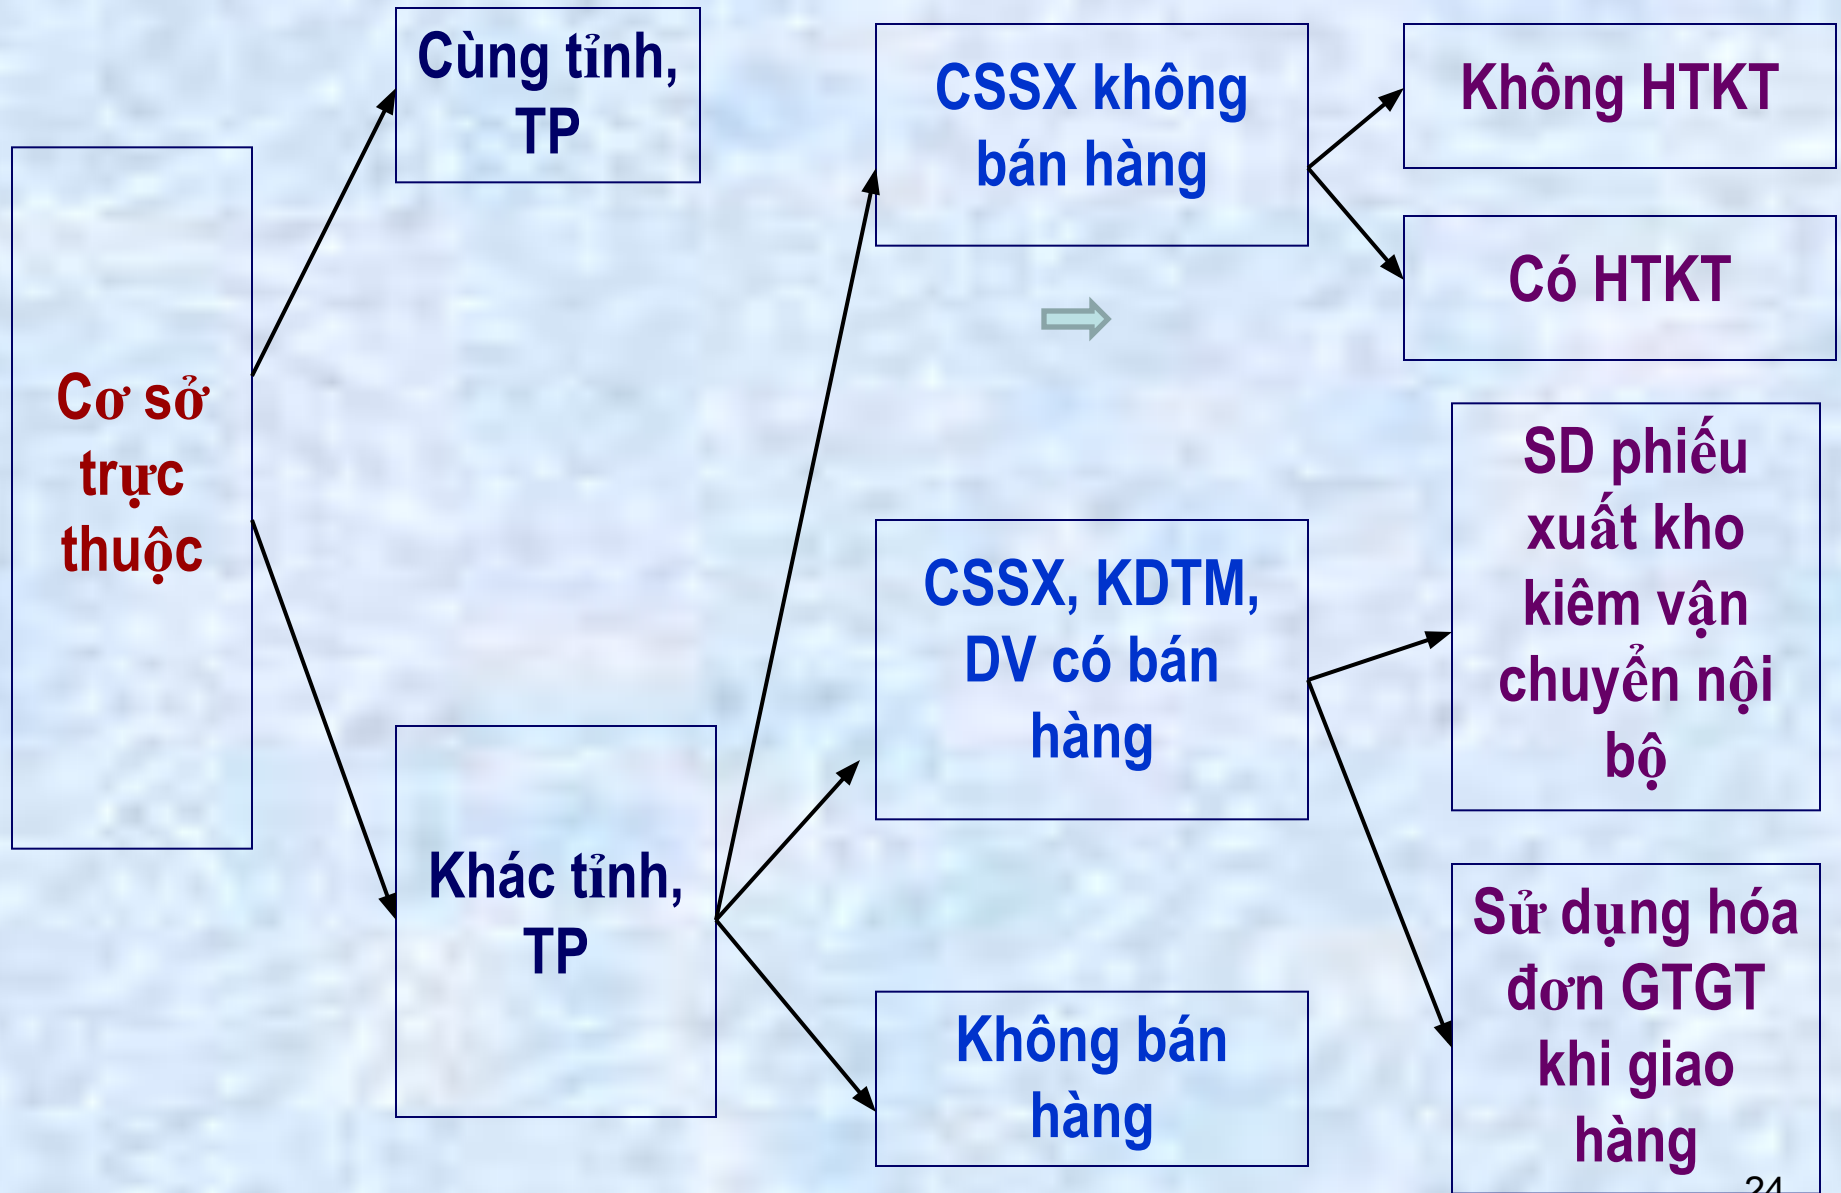 Cơ sở
trực
thuộc
Cùng tỉnh,
TP
Khác tỉnh,
TP
CSSX không
bán hàng
CSSX, KDTM,
DV có bán
hàng
Không bán
hàng
Không HTKT
Có HTKT
SD phiếu
xuất kho
kiêm vận
chuyển nội
bộ
Sử dụng hóa
đơn GTGT
khi giao
hàng
24